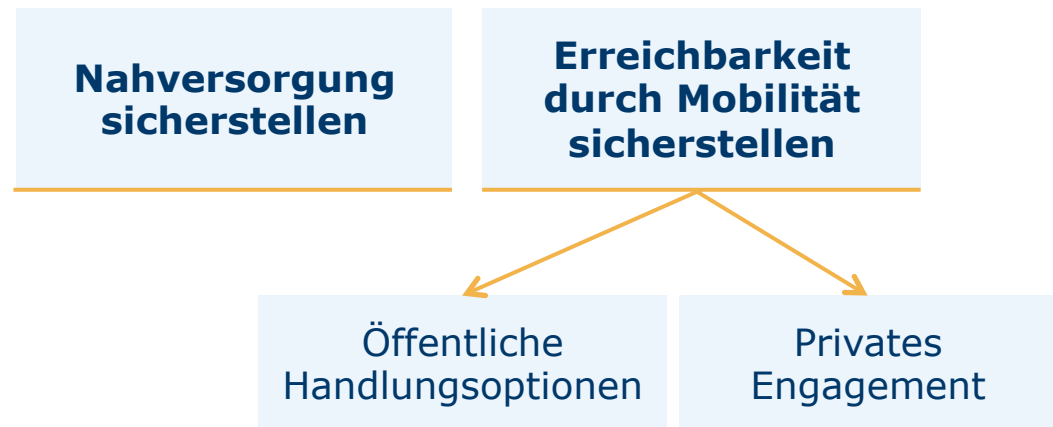 Nahversorgung
sicherstellen
Erreichbarkeit
durch Mobilität
sicherstellen
Öffentliche
Handlungsoptionen
Privates
Engagement